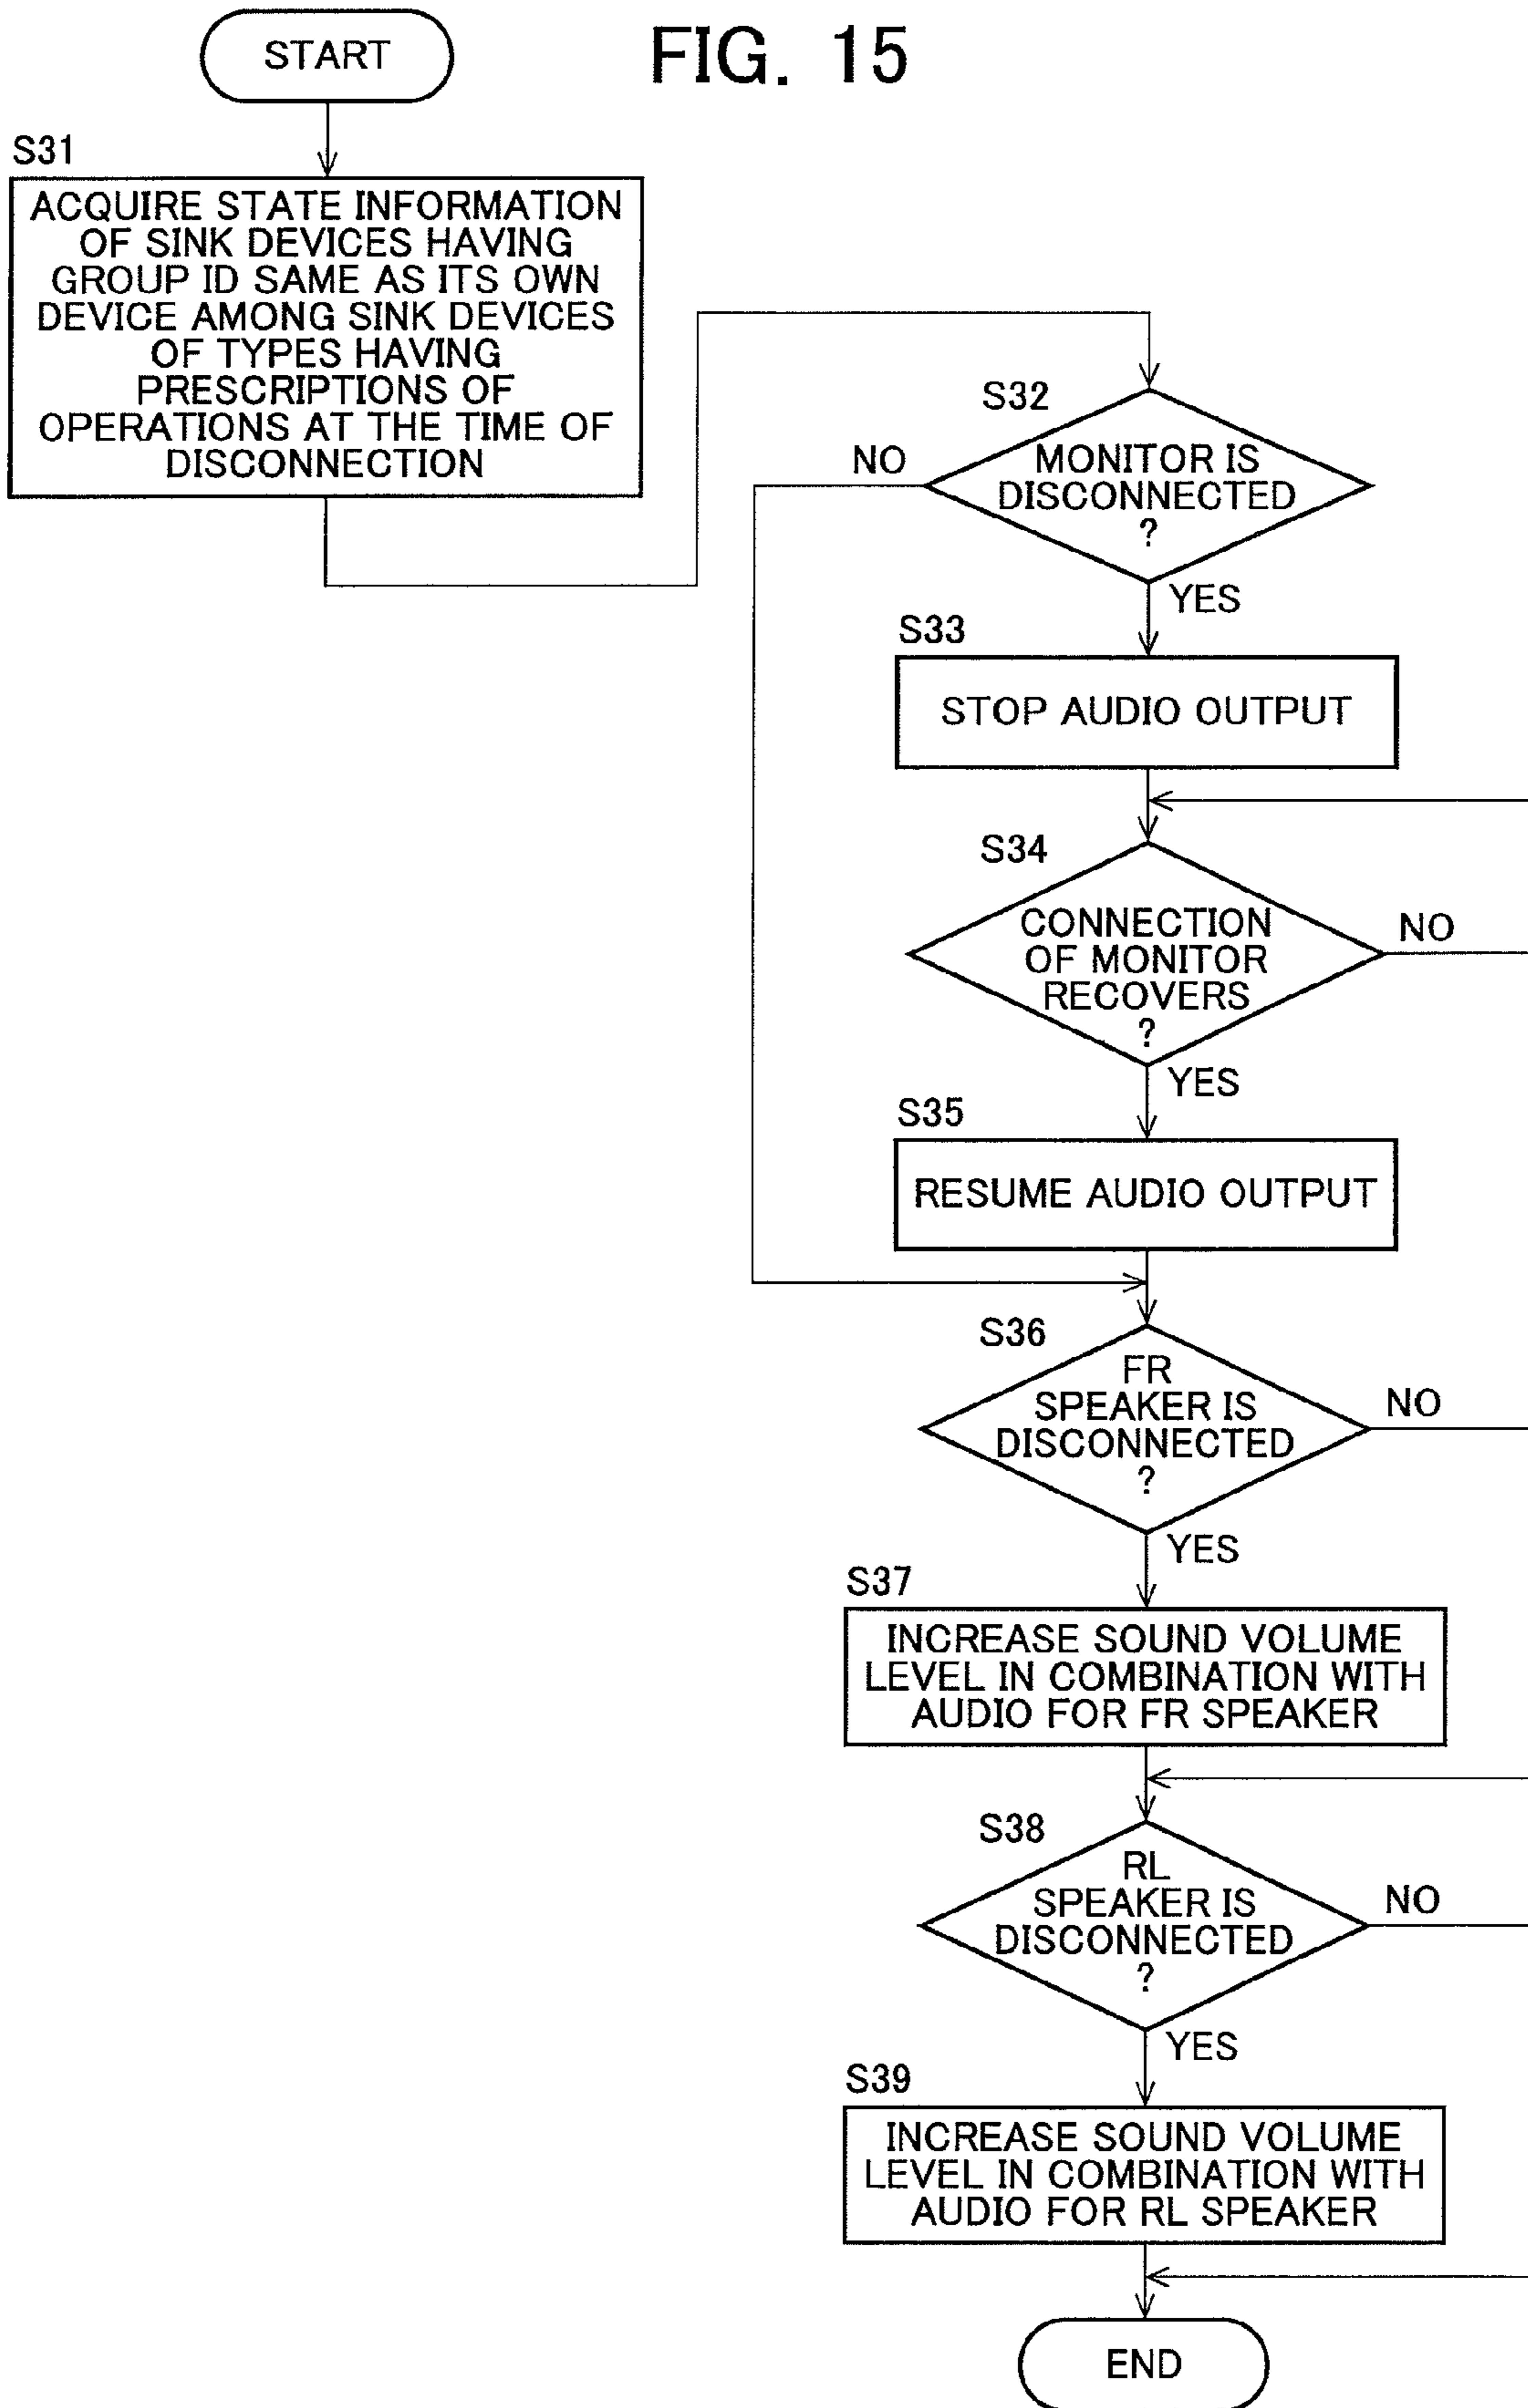 START
FIG. 15
S31
ACQUIRE STATE INFORMATION
OF SINK DEVICES HAVING
GROUP ID SAME AS ITS OWN
DEVICE AMONG SINK DEVICES
OF TYPES HAVING
PRESCRIPTIONS OF
OPERATIONS AT THE TIME OF
DISCONNECTION
S32
NO
MONITOR IS
DISCONNECTED
?
YES
S33
STOP AUDIO OUTPUT
S34
CONNECTION
OF MONITOR
RECOVERS
?
NO
YES
S35
RESUME AUDIO OUTPUT
S36
FR
SPEAKER IS
DISCONNECTED
?
NO
YES
S37
INCREASE SOUND VOLUME
LEVEL IN COMBINATION WITH
AUDIO FOR FR SPEAKER
S38
RL
SPEAKER IS
DISCONNECTED
?
NO
YES
S39
INCREASE SOUND VOLUME
LEVEL IN COMBINATION WITH
AUDIO FOR RL SPEAKER
END